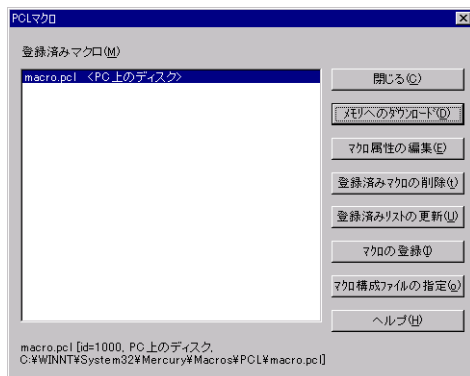 PCLﾏｸﾛ
登録済みマクロ(M)
macro.pcl <PC上のディスク>
閉じる(C)
ﾒﾓﾘへのﾀﾞｳﾝﾛｰﾄﾞ(D)
ﾏｸﾛ属性の編集(E)
登録済みﾏｸﾛの削除(t)
登録済みﾘｽﾄの更新(U)
ﾏｸﾛの登録(I)
ﾏｸﾛ構成ﾌｧｲﾙの指定(o)
ヘルプ(H)
macro.pcl [id=1000, PC上のディスク,
C:¥WINNT¥System32¥Mercury¥Macros¥PCL¥macro.pcl]